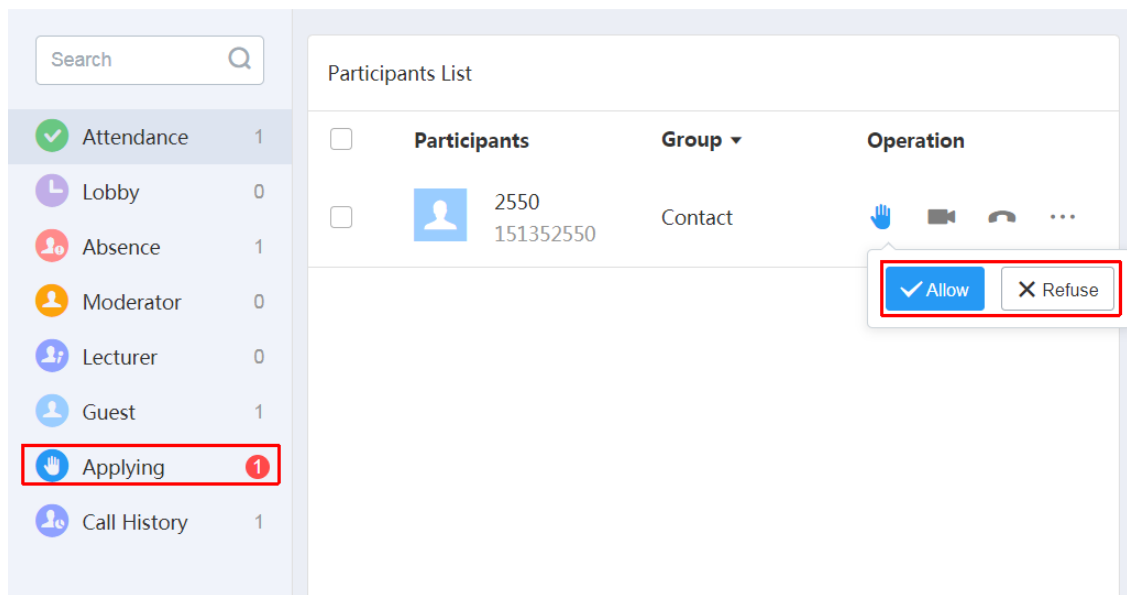 Search
Attendance 1
Lobby 0
Absence 1
Moderator 0
Lecturer 0
Guest 1
Applying 1
Call History 1
Participants List
Participants Group Operation
2550
151352550
Contact
Allow Refuse